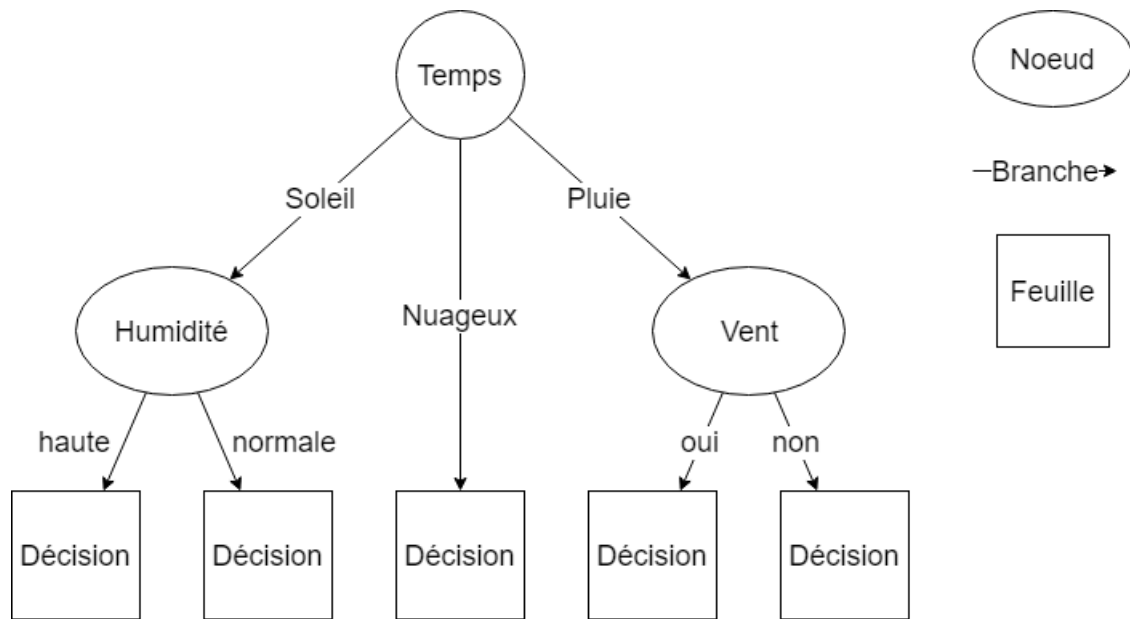 Temps
Noeud
Soleil
Pluie
Branche
Humidité
Nuageux
Vent
Feuille
haute
normale
oui
non
Décision
Décision
Décision
Décision
Décision